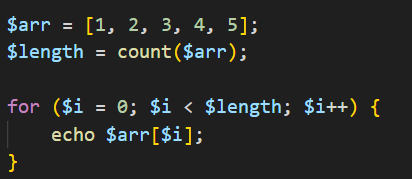 $arr = [1, 2, 3, 4, 5];
$length = count($arr);

for ($i = 0; $i < $length; $i++) {
    echo $arr[$i];
}